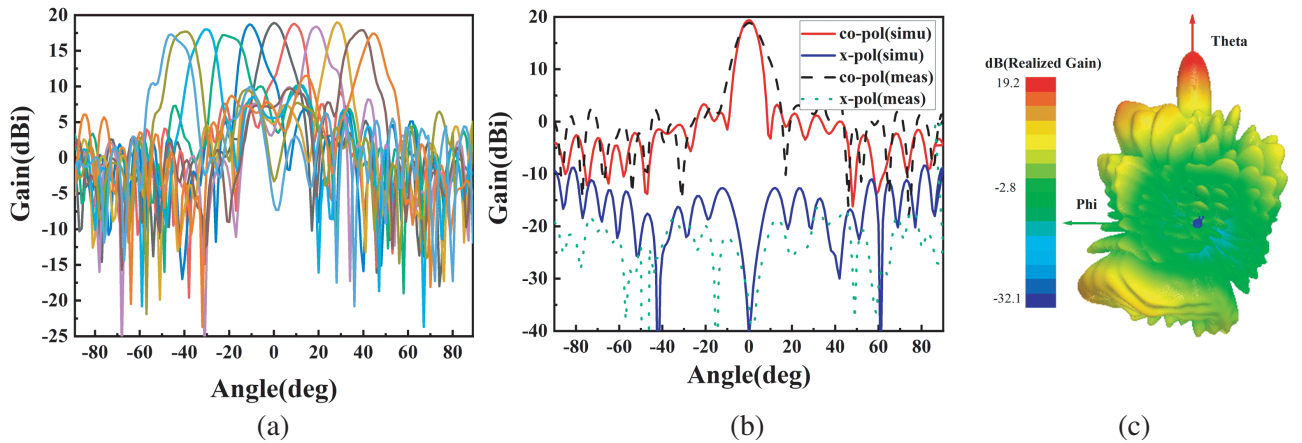 20
15
10
5
0
-5
-10
15
20
-25
-80 -60 -40 -20 0 20 40 60 80
Gain(dBi)
Angle(deg)
(a)
20
10
0
-10
-20
-30
-40
-80 -60 -40 -20 0 20 40 60 80
Gain(dBi)
Angle(deg)
co-pol(simu)
x-pol(simu)
co-pol(meas)
x-pol(meas)
(b)
Theta
dB(Realized Gain)
19.2
-2.8
-32.1
Phi
(c)